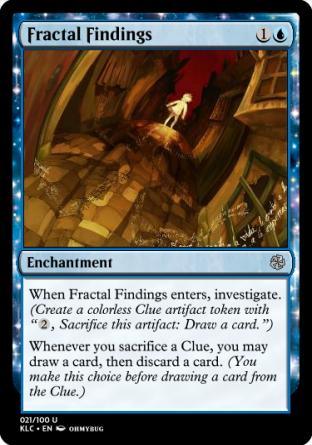 Fractal Findings 1
Enchantment
When Fractal Findings enters, investigate.
(Create a colorless Clue artifact token with
“2, Sacrifice this artifact: Draw a card.”)
Whenever you sacrifice a Clue, you may
draw a card, then discard a card. (You
make this choice before drawing a card from
the Clue.)
021/100 U
KLC • EN OHMYBUG